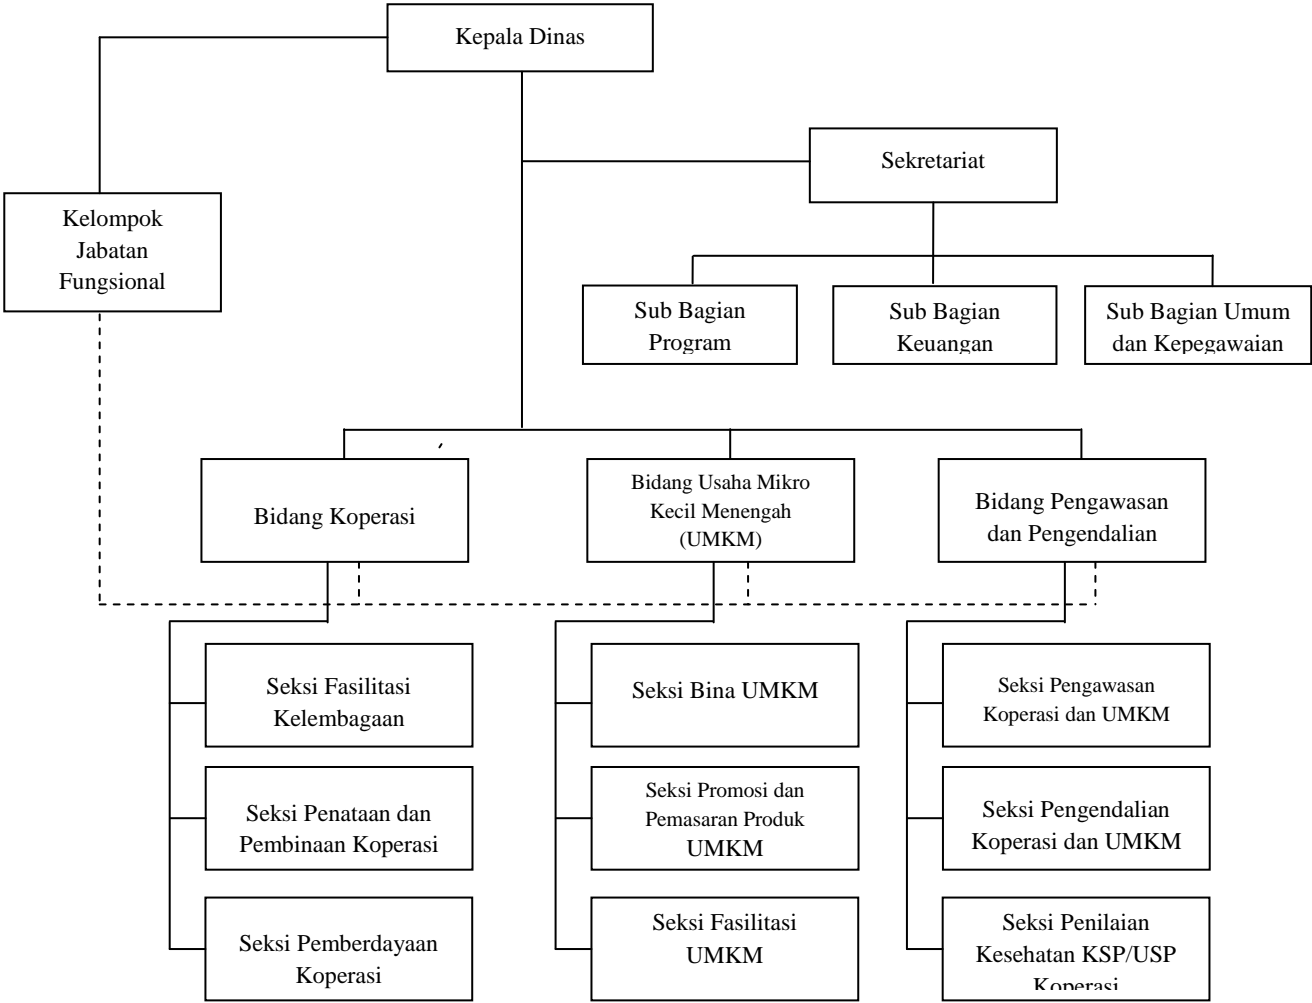 Kepala Dinas
Sekretariat
Kelompok
Jabatan
Fungsional
Sub Bagian
Program
Sub Bagian
Keuangan
Sub Bagian Umum
dan Kepegawaian
Bidang Koperasi
Bidang Usaha Mikro
Kecil Menengah
(UMKM)
Bidang Pengawasan
dan Pengendalian
Seksi Fasilitasi
Kelembagaan
Seksi Bina UMKM
Seksi Pengawasan
Koperasi dan UMKM
Seksi Penataan dan
Pembinaan Koperasi
Seksi Promosi dan
Pemasaran Produk
UMKM
Seksi Pengendalian
Koperasi dan UMKM
Seksi Pemberdayaan
Koperasi
Seksi Fasilitasi
UMKM
Seksi Penilaian
Kesehatan KSP/USP
Koperasi